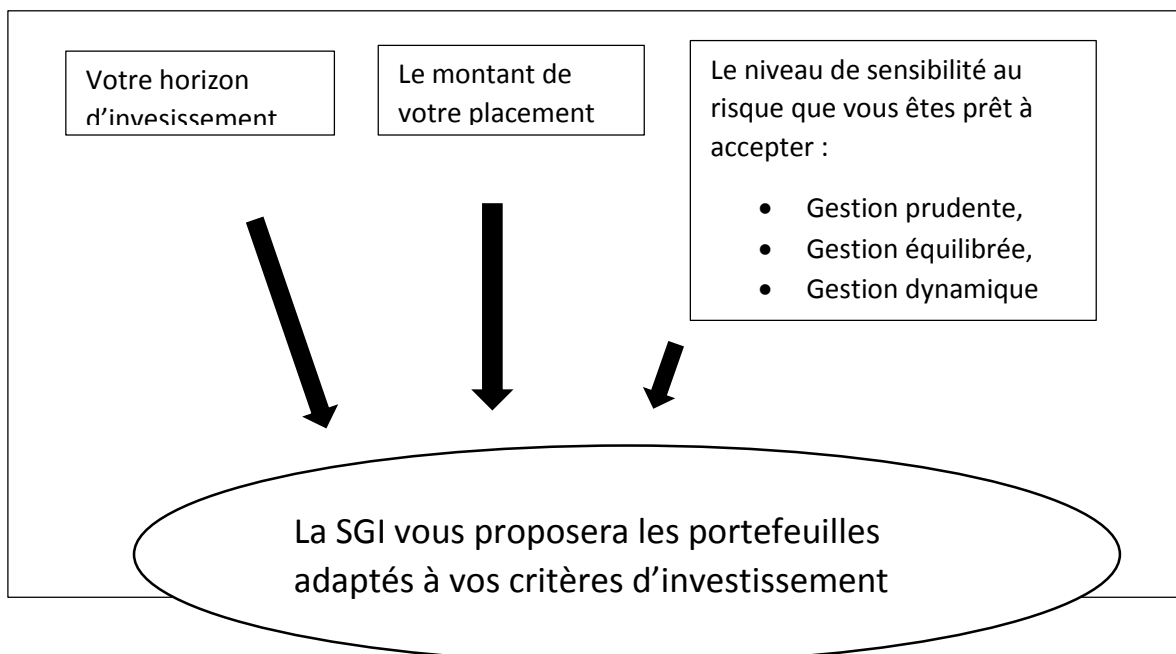 Votre horizon
d’invesissement
Le montant de
votre placement
Le niveau de sensibilité au
risque que vous êtes prêt à
accepter :
• Gestion prudente,
• Gestion équilibrée,
• Gestion dynamique
La SGI vous proposera les portefeuilles
adaptés à vos critères d’investissement